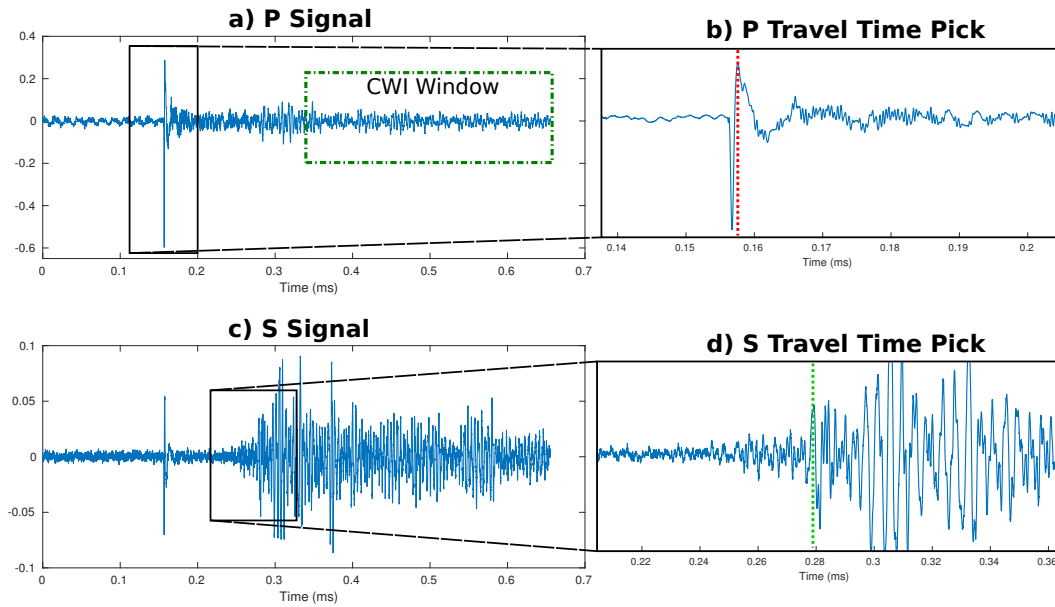 a) P Signal
0.4
0.2
0
-0.2
-0.4
-0.6
CWI Window
0 0.1 0.2 0.3 0.4 0.5 0.6 0.7
Time (ms)
b) P Travel Time Pick
0.14 0.15 0.16 0.17 0.18 0.19 0.2
Time (ms)
c) S Signal
0.1
0.05
0
-0.05
-0.1
0 0.1 0.2 0.3 0.4 0.5 0.6 0.7
Time (ms)
d) S Travel Time Pick
0.22 0.24 0.26 0.28 0.3 0.32 0.34 0.36
Time (ms)